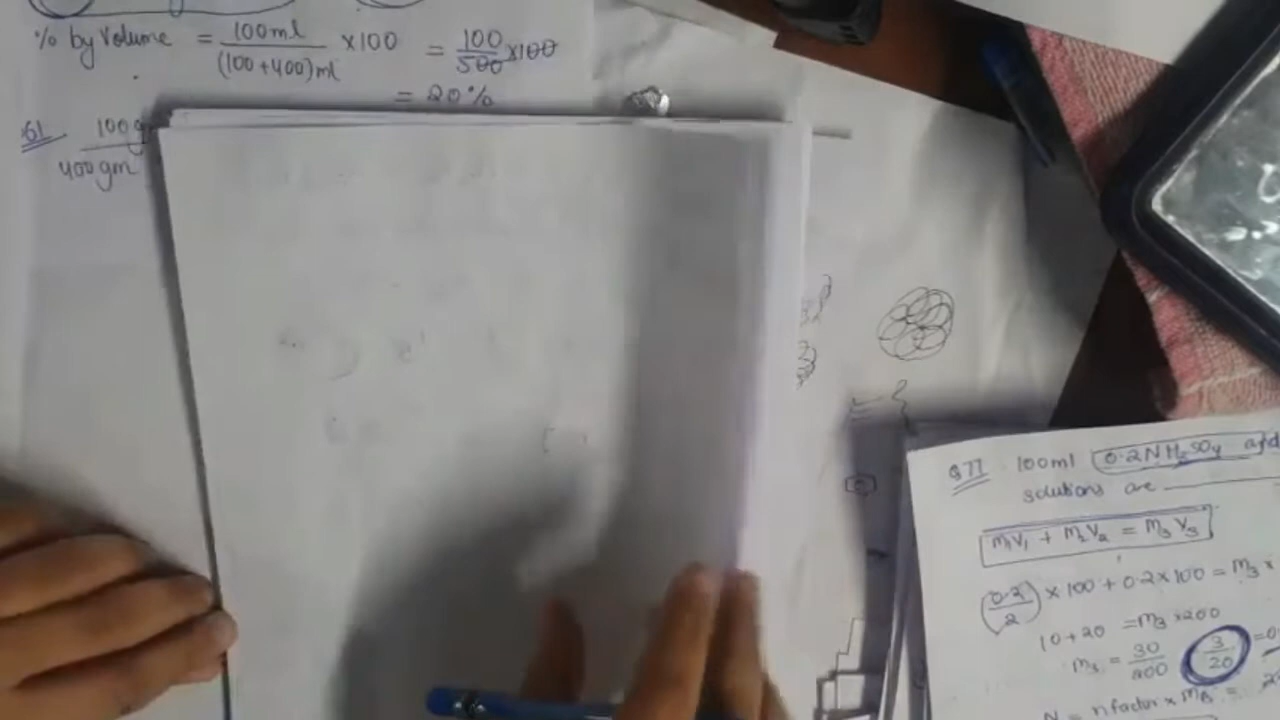 % by Volume = 100ml / (100+400)ml ×100 = 100/500 ×100
= 20%
61 100g / 400gm
Q77 100ml 0.2N H2SO4 and
solutions are
M1V1 + M2V2 = M3V3
(0.2/2) ×100 + 0.2×100 = M3 ×
10+20 = M3 ×200
M3 = 30/200 3/20 =0
N = nfactor × M